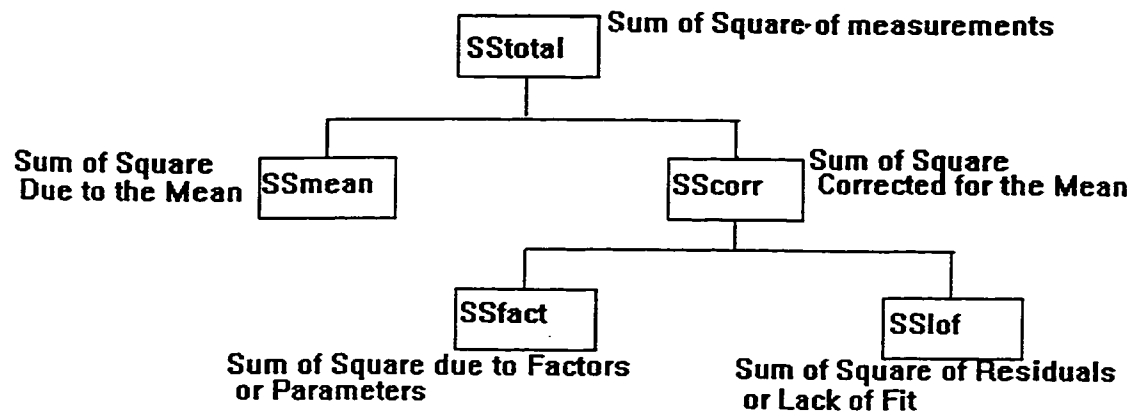 SStotal
Sum of Square of measurements
Sum of Square
Due to the Mean
SSmean
SScorr
Sum of Square
Corrected for the Mean
SSfact
Sum of Square due to Factors
or Parameters
SSlof
Sum of Square of Residuals
or Lack of Fit